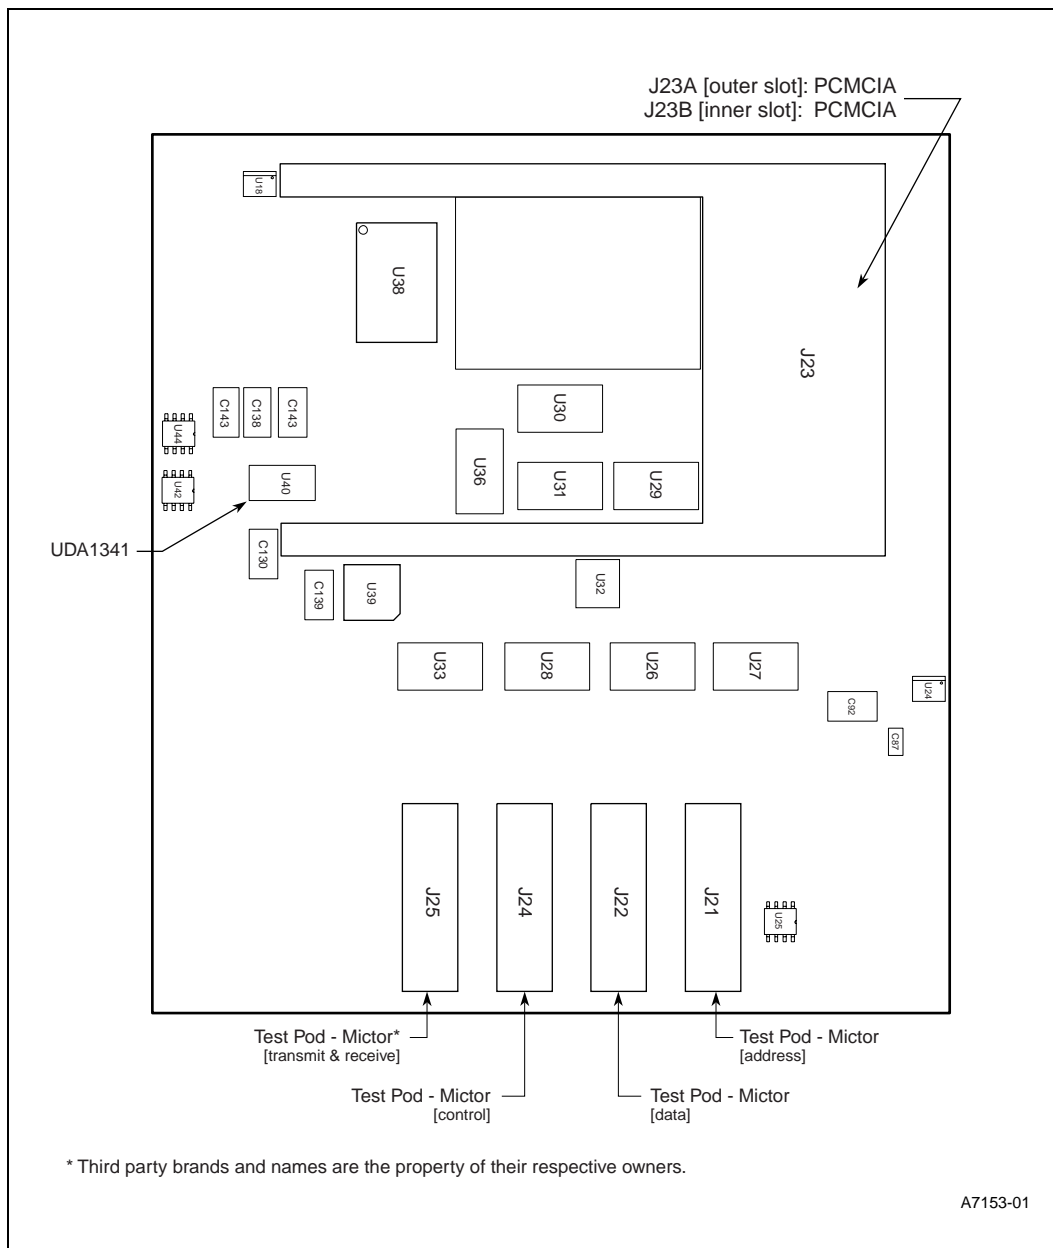 J23A [outer slot]: PCMCIA
J23B [inner slot]: PCMCIA
U18
U38
J23
C143
C138
C143
U30
U44
U36
U42
U40
U31
U29
UDA1341
C130
C139
U39
U32
U33
U28
U26
U27
U24
C92
C87
J25
J24
J22
J21
U25
Test Pod - Mictor*
[transmit & receive]
Test Pod - Mictor
[address]
Test Pod - Mictor
[control]
Test Pod - Mictor
[data]
* Third party brands and names are the property of their respective owners.
A7153-01